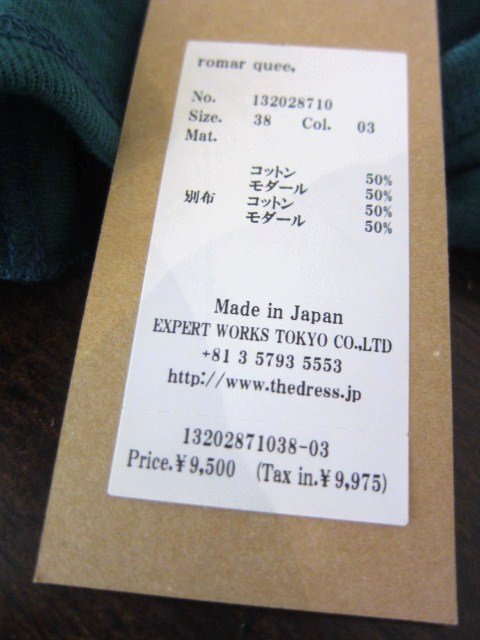 romar quee.
No. 132028710
Size. 38 Col. 03
Mat.
コットン 50%
モダール 50%
別布 コットン 50%
モダール 50%
Made in Japan
EXPERT WORKS TOKYO CO.,LTD
+81 3 5793 5553
http://www.thedress.jp
13202871038-03
Price.¥9,500 (Tax in.¥9,975)